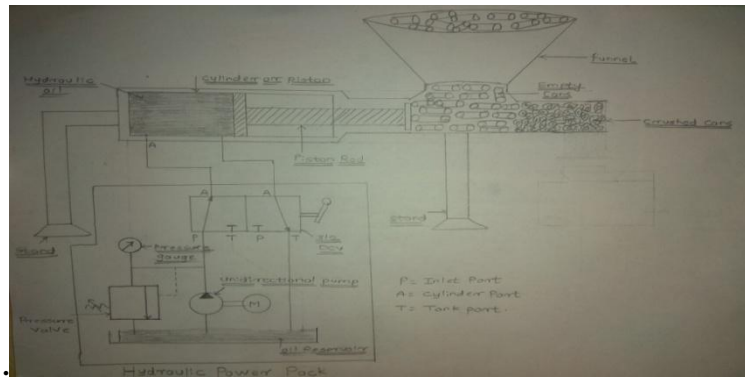 Hydraulic
oil
Cylinder or Piston
Funnel
Empty
Cans
Crushed Cans
Piston Rod
A
A
A
P
T
P
T
Stand
Stand
Pressure
gauge
unidirectional pump
M
P = Inlet Port
A = Cylinder Port
T = Tank Port.
Pressure
Valve
oil Reservoir
Hydraulic Power Pack